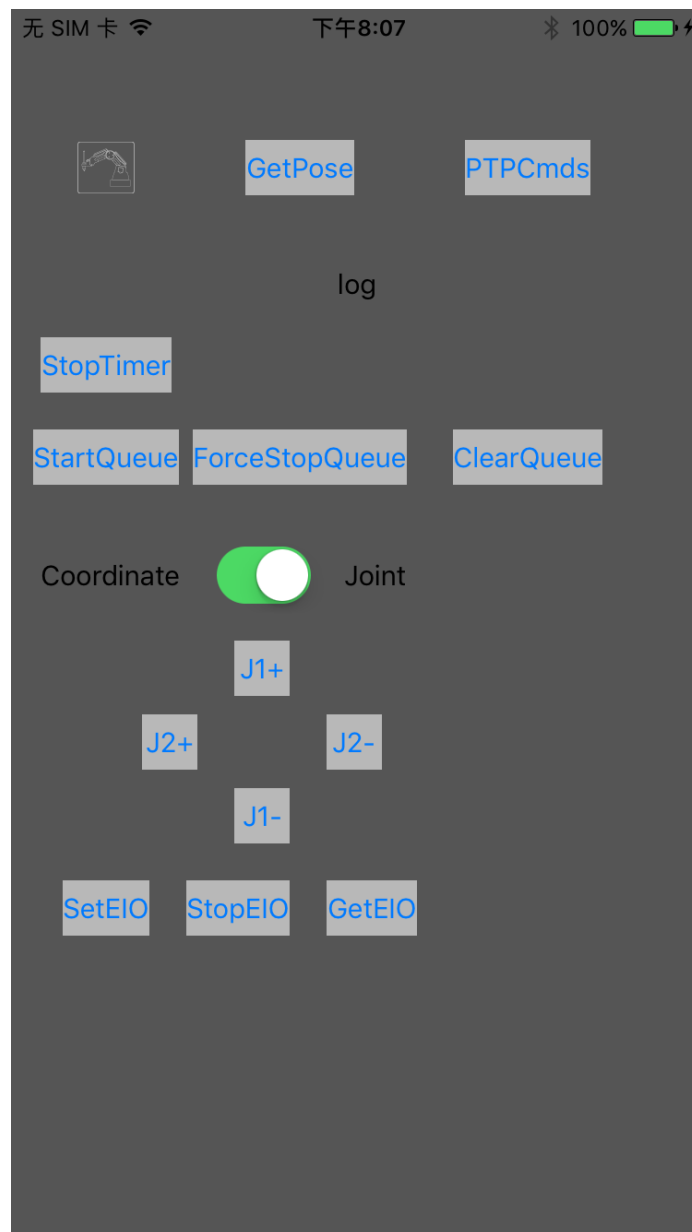 无 SIM 卡 下午8:07 100%
GetPose PTPCmds
log
StopTimer
StartQueue ForceStopQueue ClearQueue
Coordinate Joint
J1+
J2+ J2-
J1-
SetEIO StopEIO GetEIO